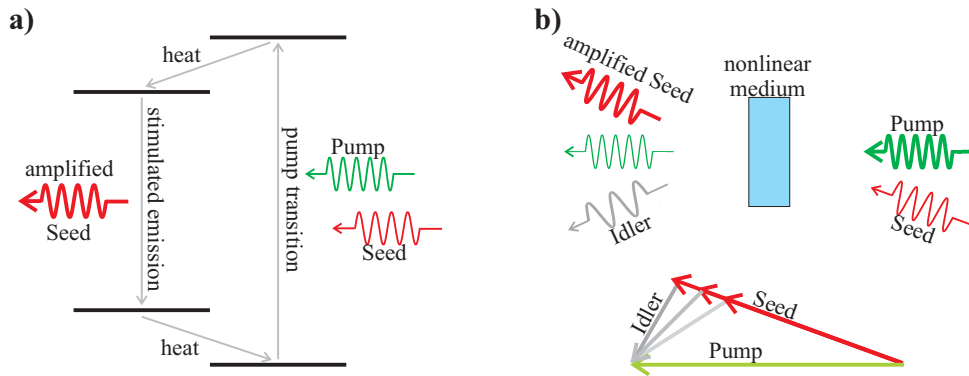 a)
heat
stimulated emission
pump transition
Pump
amplified
Seed
Seed
heat
b)
amplified Seed
nonlinear
medium
Pump
Idler
Seed
Idler
Seed
Pump